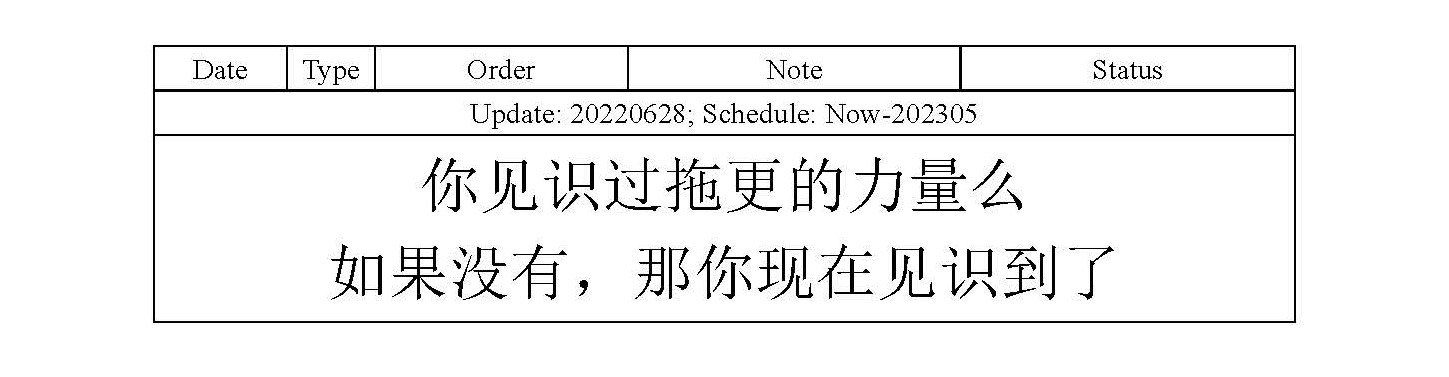 Date Type Order Note Status
Update: 20220628; Schedule: Now-202305
你见识过拖更的力量么
如果没有，那你现在见识到了